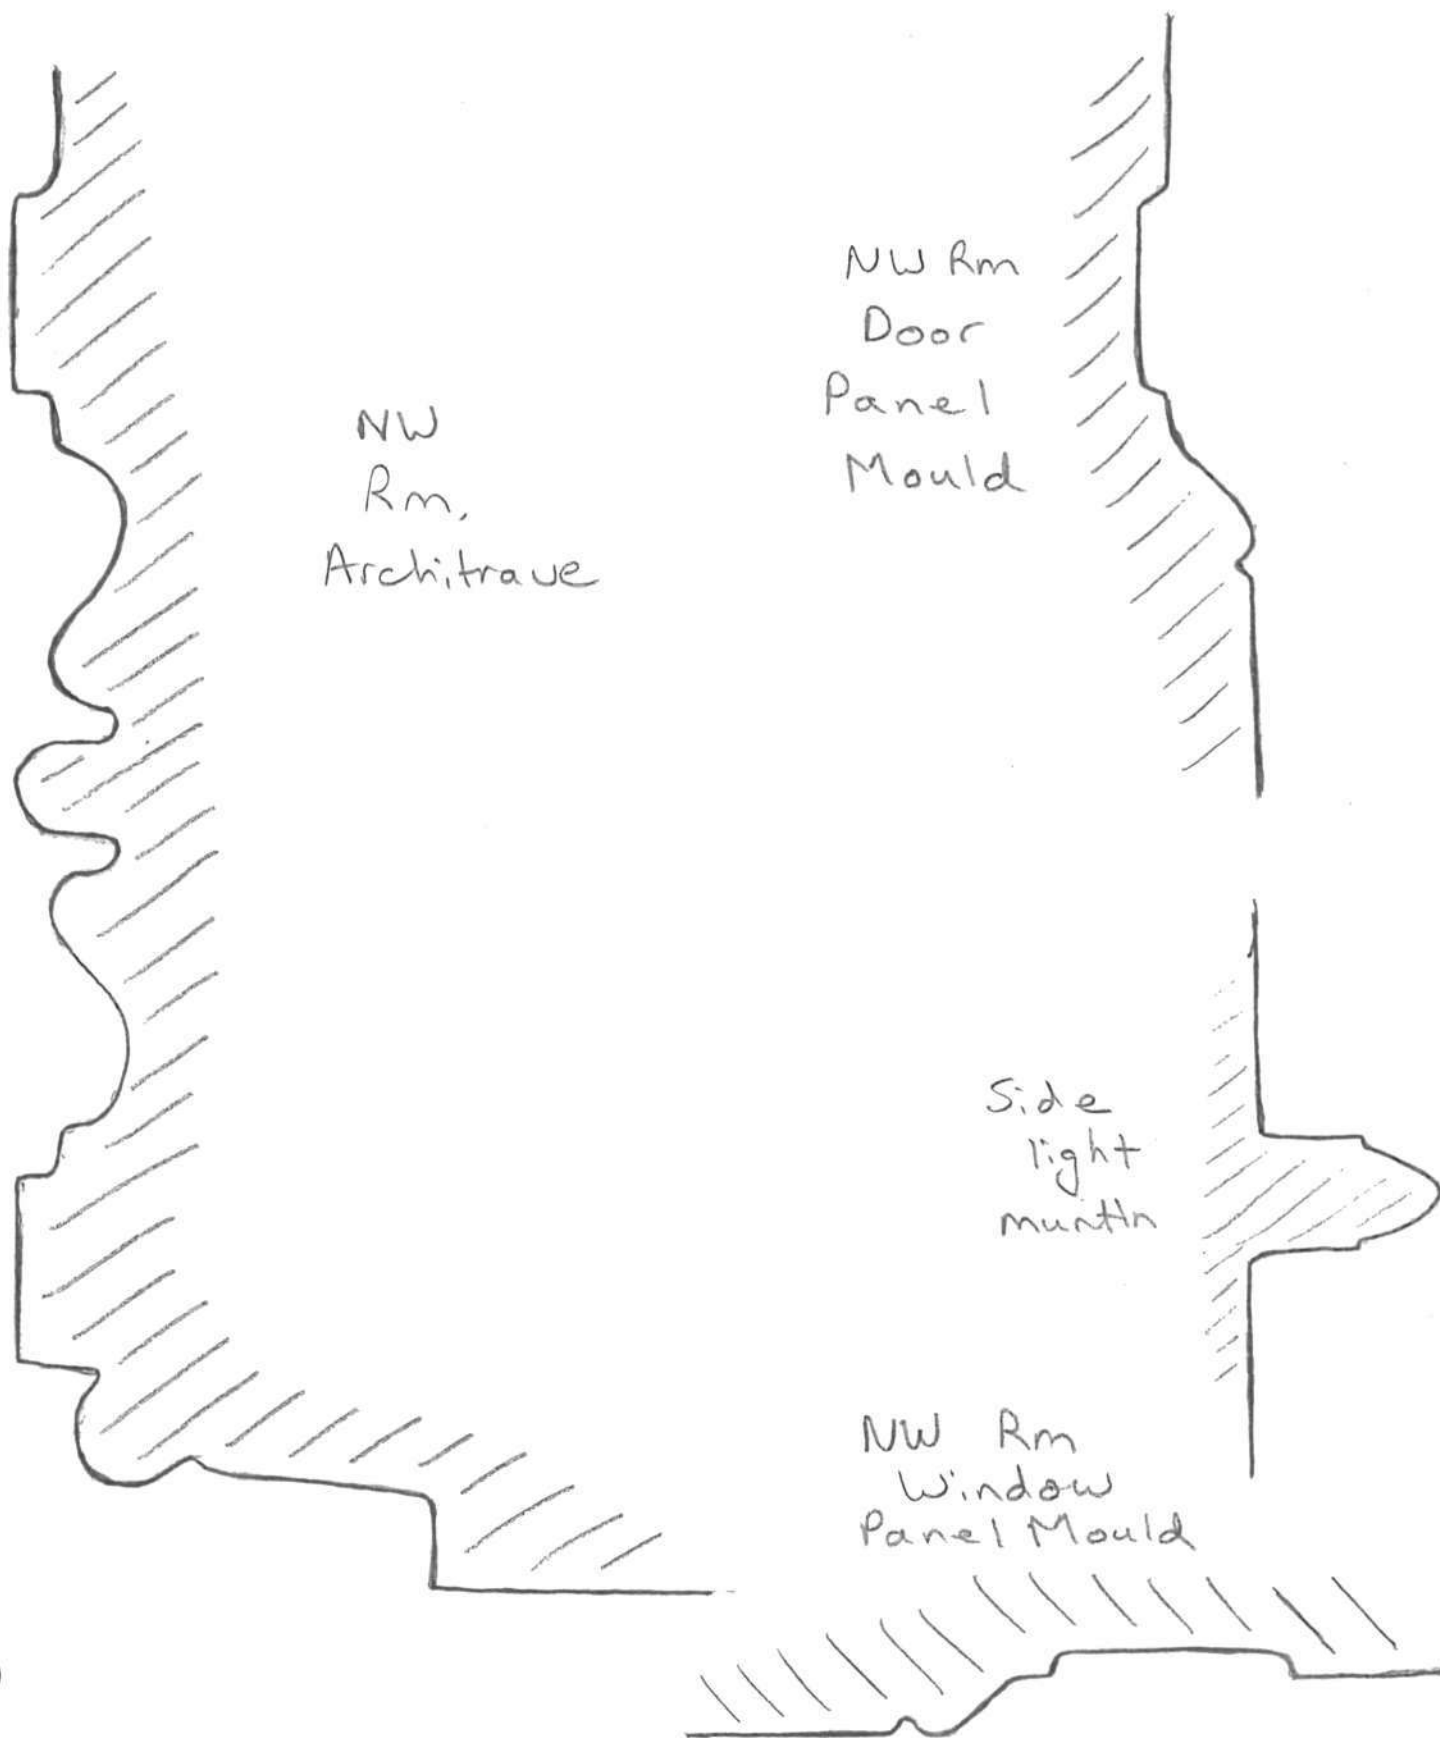 NW
Rm.
Architrave
NW Rm
Door
Panel
Mould
Side
light
muntin
NW Rm
Window
Panel Mould